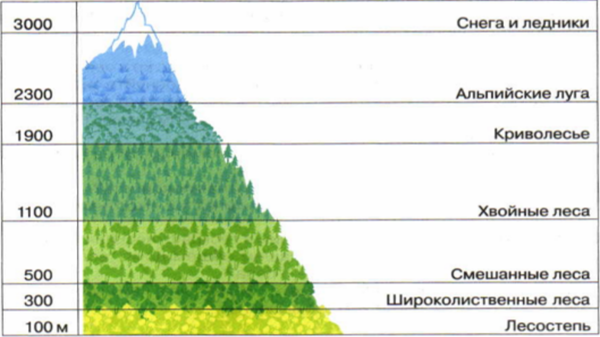 3000 Снега и ледники
2300 Альпийские луга
1900 Криволесье
1100 Хвойные леса
500 Смешанные леса
300 Широколиственные леса
100 м Лесостепь